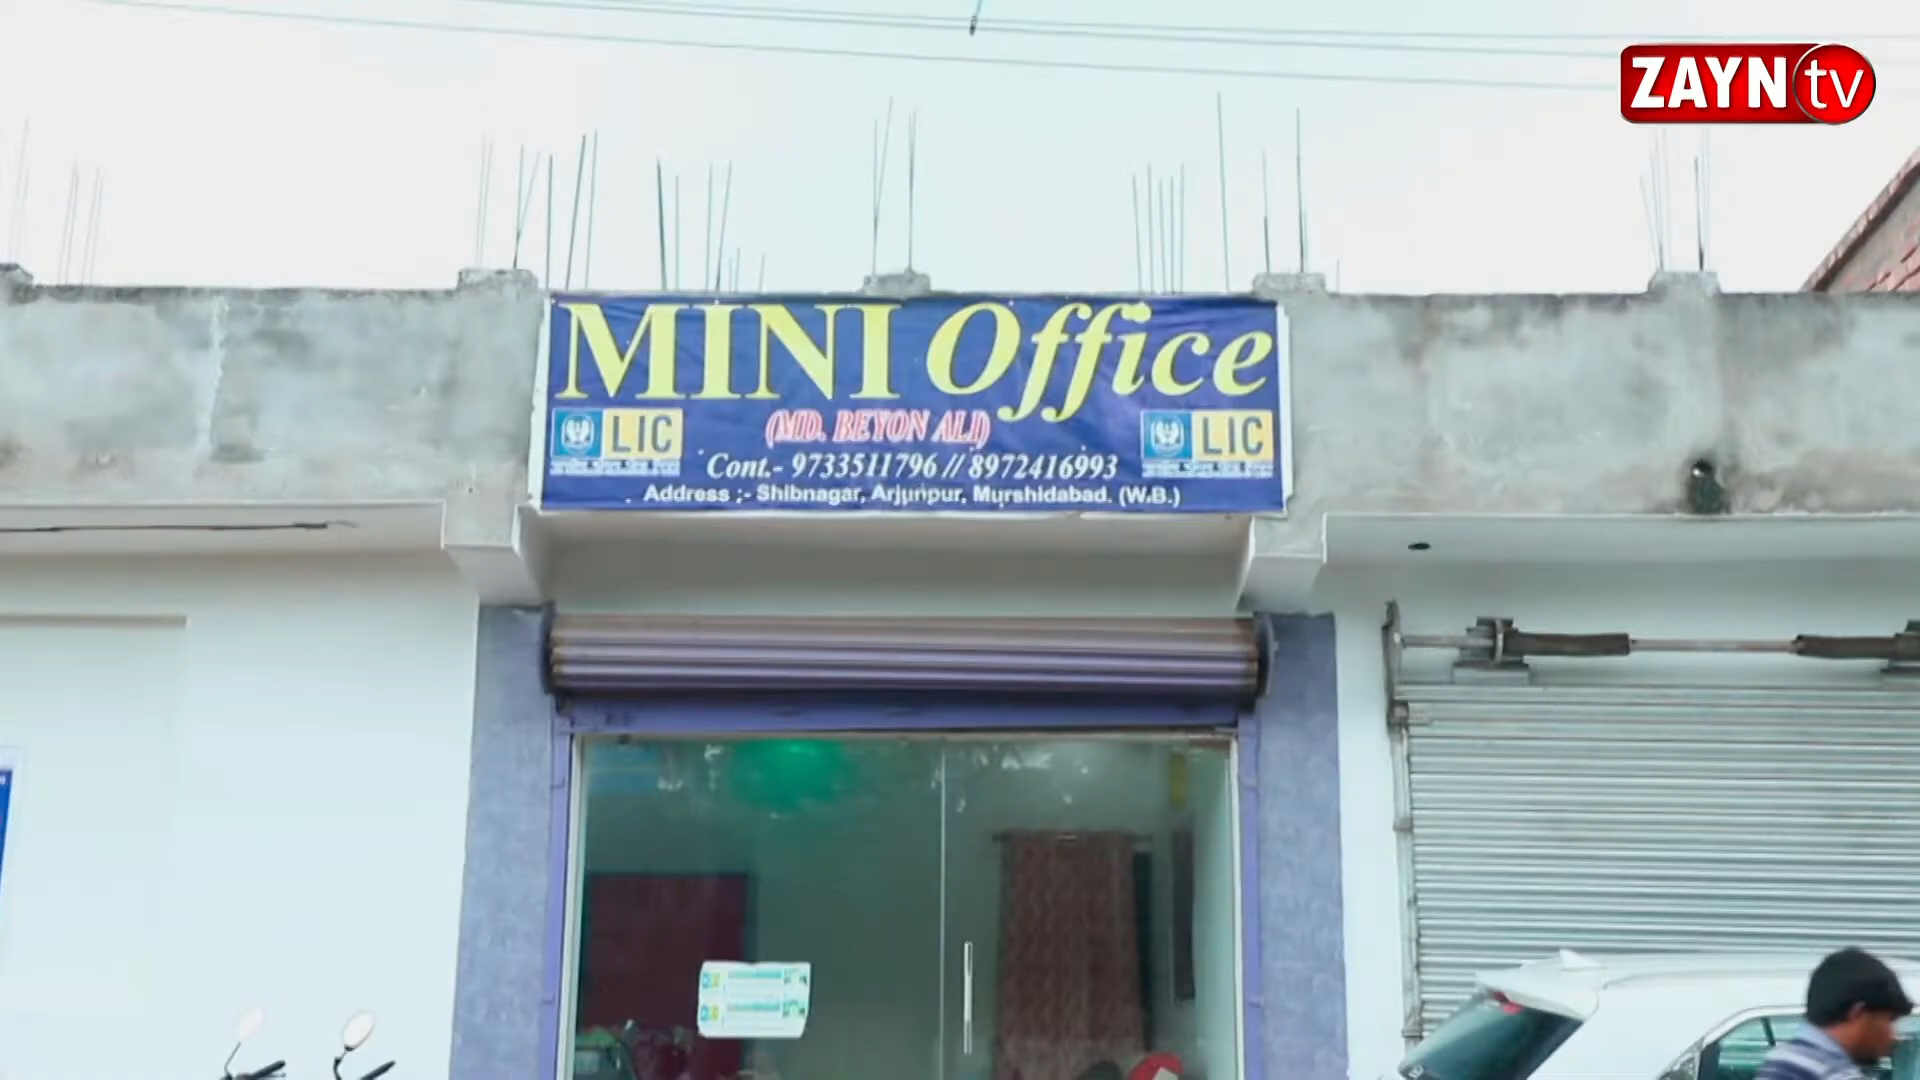 ZAYN tv
MINI Office
LIC
(MD. BEYON ALI)
LIC
Cont.- 9733511796 // 8972416993
Address :- Shibnagar, Arjunpur, Murshidabad. (W.B.)